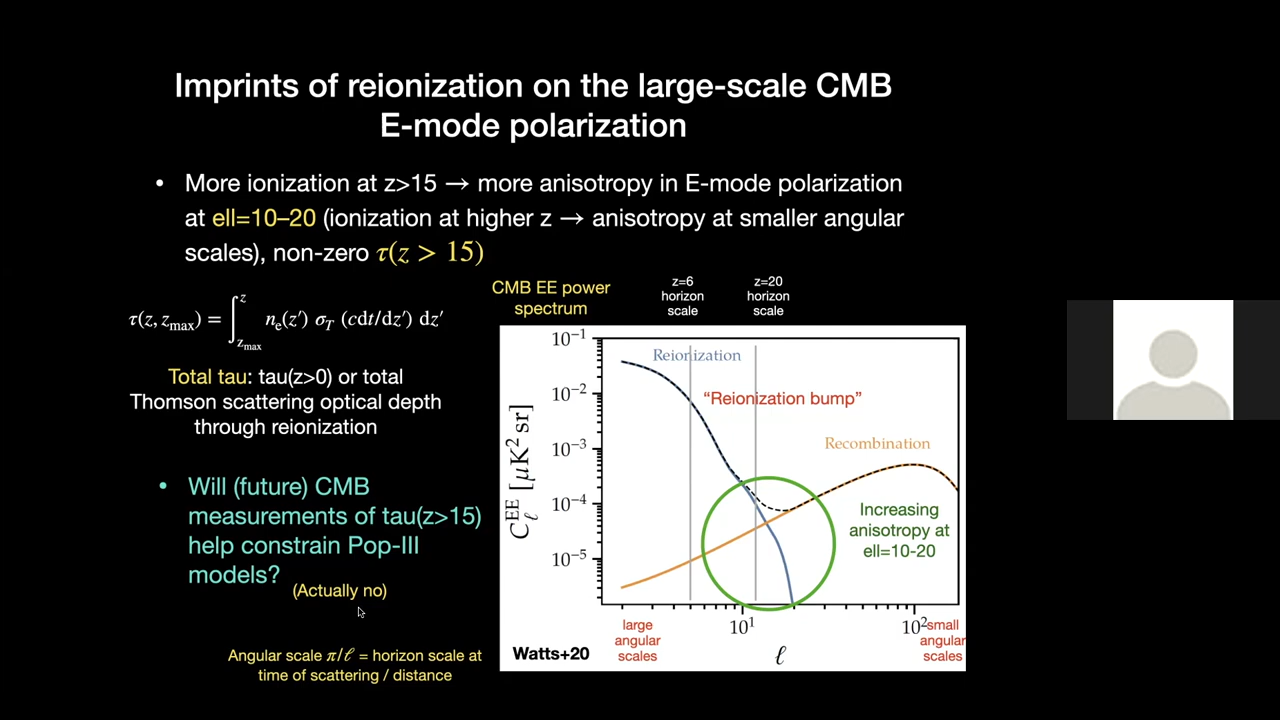 Imprints of reionization on the large-scale CMB
E-mode polarization
• More ionization at z>15 → more anisotropy in E-mode polarization
at ell=10–20 (ionization at higher z → anisotropy at smaller angular
scales), non-zero τ(z > 15)
τ(z, zmax) = ∫_zmax^z ne(z′) σT (cdt/dz′) dz′
Total tau: tau(z>0) or total
Thomson scattering optical depth
through reionization
• Will (future) CMB
measurements of tau(z>15)
help constrain Pop-III
models?
(Actually no)
Angular scale π/ℓ = horizon scale at
time of scattering / distance
CMB EE power
spectrum
z=6
horizon
scale
z=20
horizon
scale
Reionization
"Reionization bump"
Recombination
Increasing
anisotropy at
ell=10-20
10⁻¹
10⁻²
10⁻³
10⁻⁴
10⁻⁵
C_ℓ^EE [μK² sr]
10¹
10²
large
angular
scales
small
angular
scales
ℓ
Watts+20